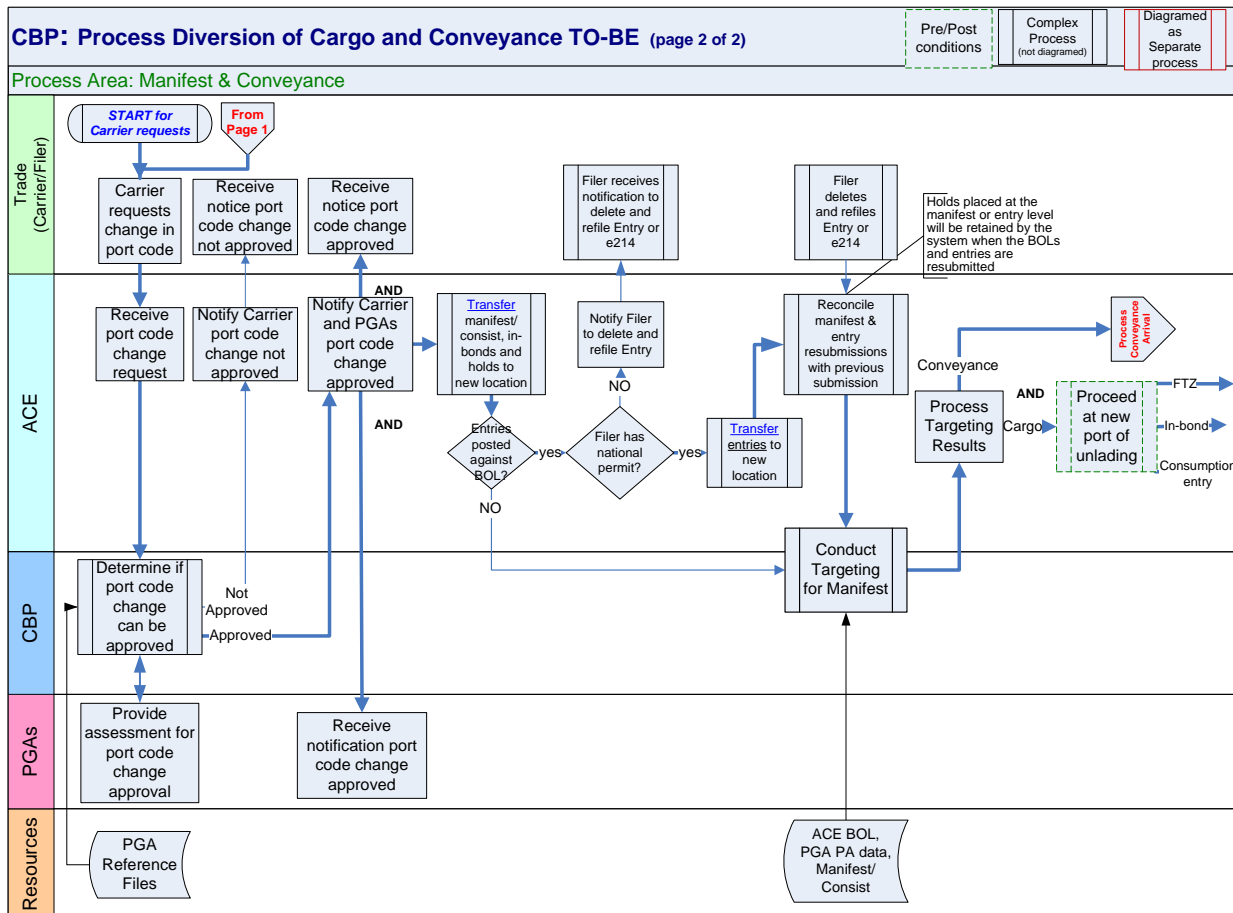 CBP: Process Diversion of Cargo and Conveyance TO-BE (page 2 of 2)
Pre/Post
conditions
Complex
Process
(not diagramed)
Diagramed
as
Separate
process
Process Area: Manifest & Conveyance
Trade
(Carrier/Filer)
START for
Carrier requests
From
Page 1
Carrier
requests
change in
port code
Receive
notice port
code change
not approved
Receive
notice port
code change
approved
Filer receives
notification to
delete and
refile Entry or
e214
Filer
deletes
and refiles
Entry or
e214
Holds placed at the
manifest or entry level
will be retained by the
system when the BOLs
and entries are
resubmitted
ACE
Receive
port code
change
request
Notify Carrier
port code
change not
approved
AND
Notify Carrier
and PGAs
port code
change
approved
AND
Transfer
manifest/
consist, in-
bonds and
holds to
new location
Notify Filer
to delete and
refile Entry
NO
Entries
posted
against
BOL?
yes
Filer has
national
permit?
yes
NO
Transfer
entries to
new
location
Reconcile
manifest &
entry
resubmissions
with previous
submission
Conveyance
Process
Conveyance
Arrival
Process
Targeting
Results
AND
Cargo
Proceed
at new
port of
unlading
FTZ
In-bond
Consumption
entry
CBP
Determine if
port code
change
can be
approved
Not
Approved
Approved
Conduct
Targeting
for Manifest
PGAs
Provide
assessment for
port code
change
approval
Receive
notification port
code change
approved
Resources
PGA
Reference
Files
ACE BOL,
PGA PA data,
Manifest/
Consist